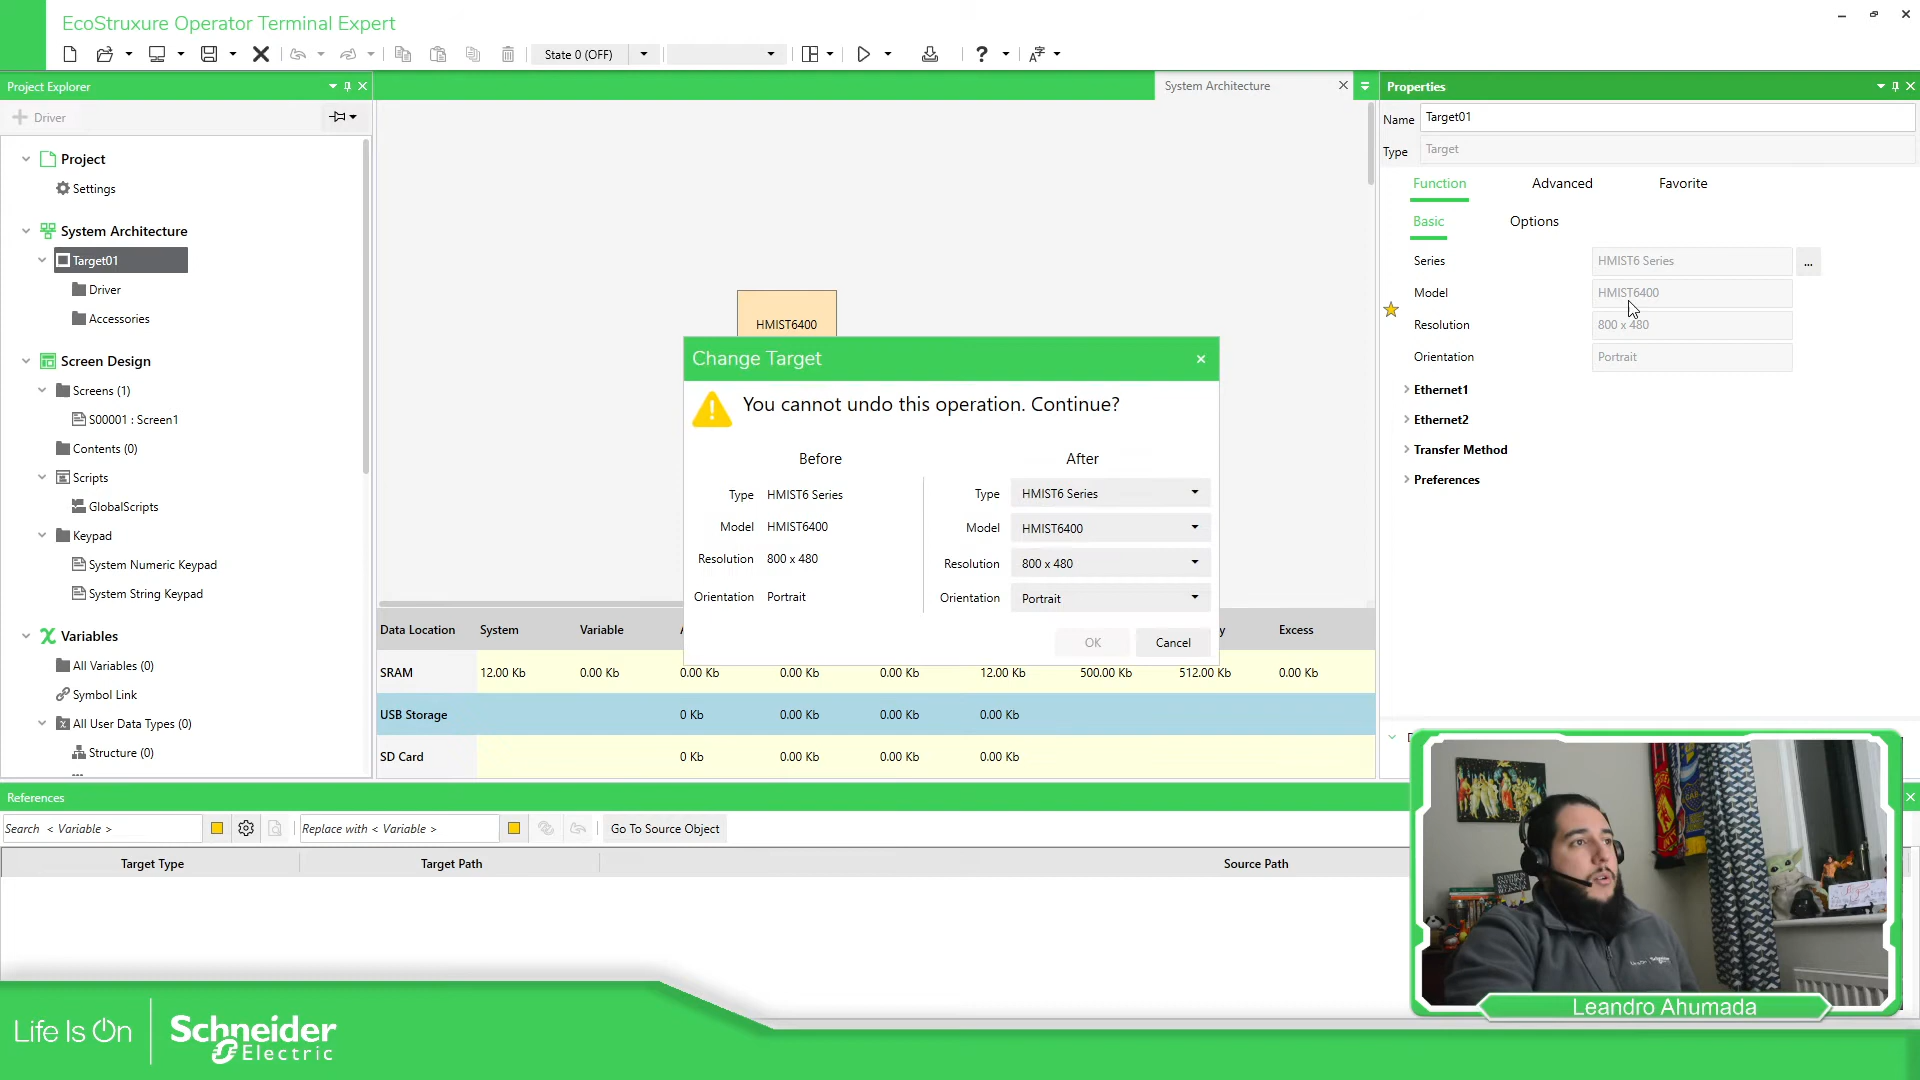 EcoStruxure Operator Terminal Expert
State 0 (OFF)
Project Explorer
Driver
Project
Settings
System Architecture
Target01
Driver
Accessories
Screen Design
Screens (1)
S00001 : Screen1
Contents (0)
Scripts
GlobalScripts
Keypad
System Numeric Keypad
System String Keypad
Variables
All Variables (0)
Symbol Link
All User Data Types (0)
Structure (0)
System Architecture
HMIST6400
Change Target
You cannot undo this operation. Continue?
Before
After
Type HMIST6 Series
Type HMIST6 Series
Model HMIST6400
Model HMIST6400
Resolution 800 x 480
Resolution 800 x 480
Orientation Portrait
Orientation Portrait
OK
Cancel
Data Location System Variable Excess
SRAM 12.00 Kb 0.00 Kb 0.00 Kb 0.00 Kb 0.00 Kb 12.00 Kb 500.00 Kb 512.00 Kb 0.00 Kb
USB Storage 0 Kb 0.00 Kb 0.00 Kb 0.00 Kb
SD Card 0 Kb 0.00 Kb 0.00 Kb 0.00 Kb
Properties
Name Target01
Type Target
Function Advanced Favorite
Basic Options
Series HMIST6 Series ...
Model HMIST6400
Resolution 800 x 480
Orientation Portrait
Ethernet1
Ethernet2
Transfer Method
Preferences
References
Search < Variable >
Replace with < Variable >
Go To Source Object
Target Type Target Path Source Path
Leandro Ahumada
Life Is On
Schneider
Electric